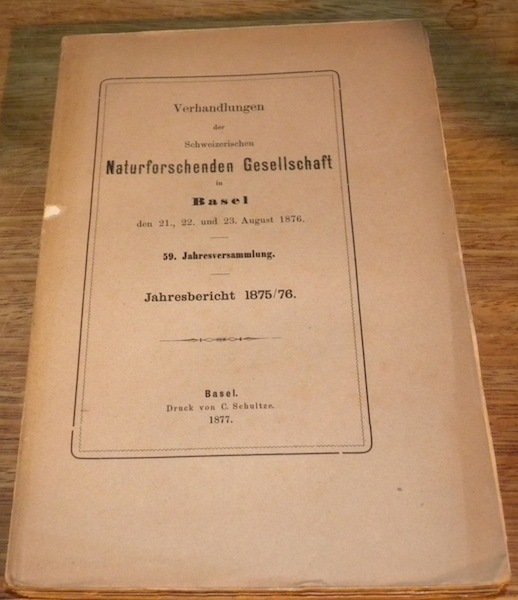 Verhandlungen
der
Schweizerischen
Naturforschenden Gesellschaft
in
Basel
den 21., 22. und 23. August 1876.
59. Jahresversammlung.
Jahresbericht 1875/76.
Basel.
Druck von C. Schultze.
1877.